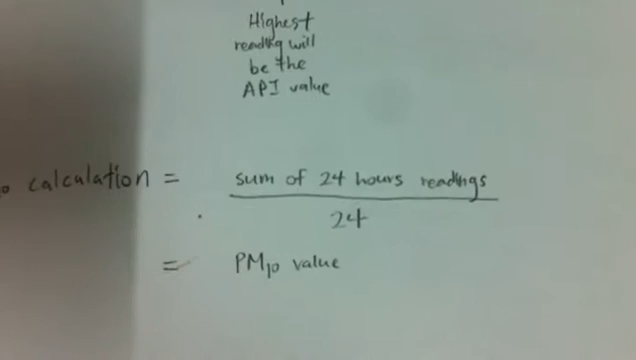 Highest
reading will
be the
API value
calculation = sum of 24 hours readings
24
= PM10 value